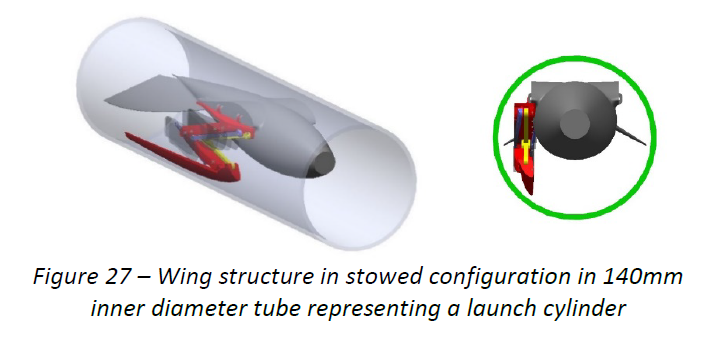 Figure 27 – Wing structure in stowed configuration in 140mm
inner diameter tube representing a launch cylinder